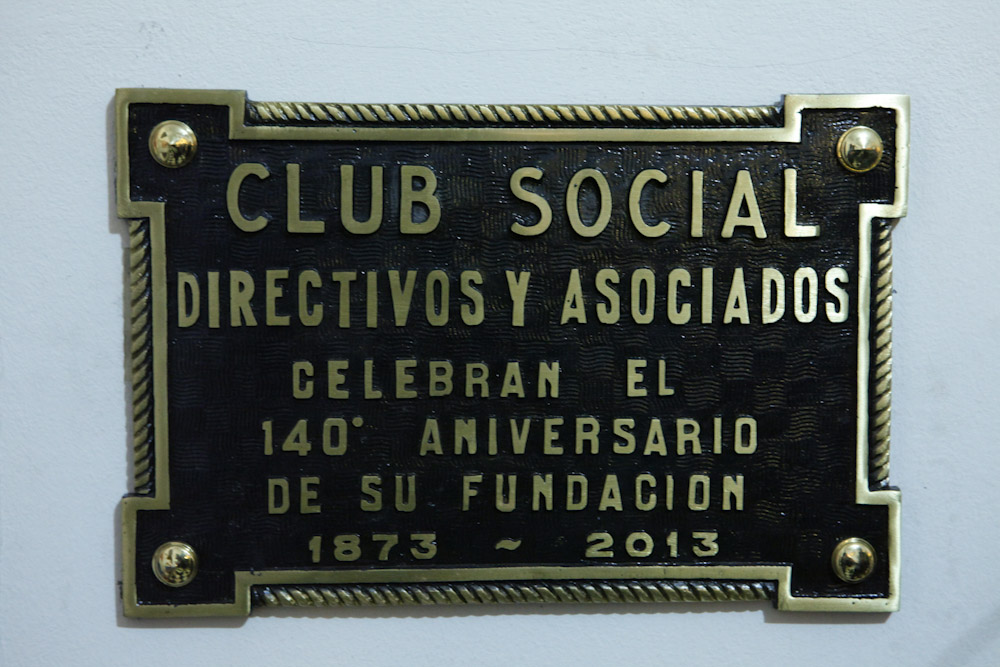 CLUB SOCIAL
DIRECTIVOS Y ASOCIADOS
CELEBRAN EL
140° ANIVERSARIO
DE SU FUNDACION
1873 ~ 2013